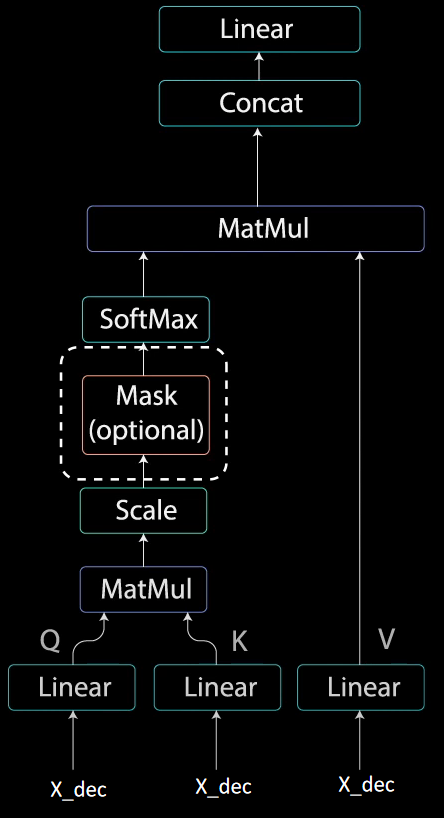 Linear
Concat
MatMul
SoftMax
Mask
(optional)
Scale
MatMul
Q
K
V
Linear
Linear
Linear
X_dec
X_dec
X_dec